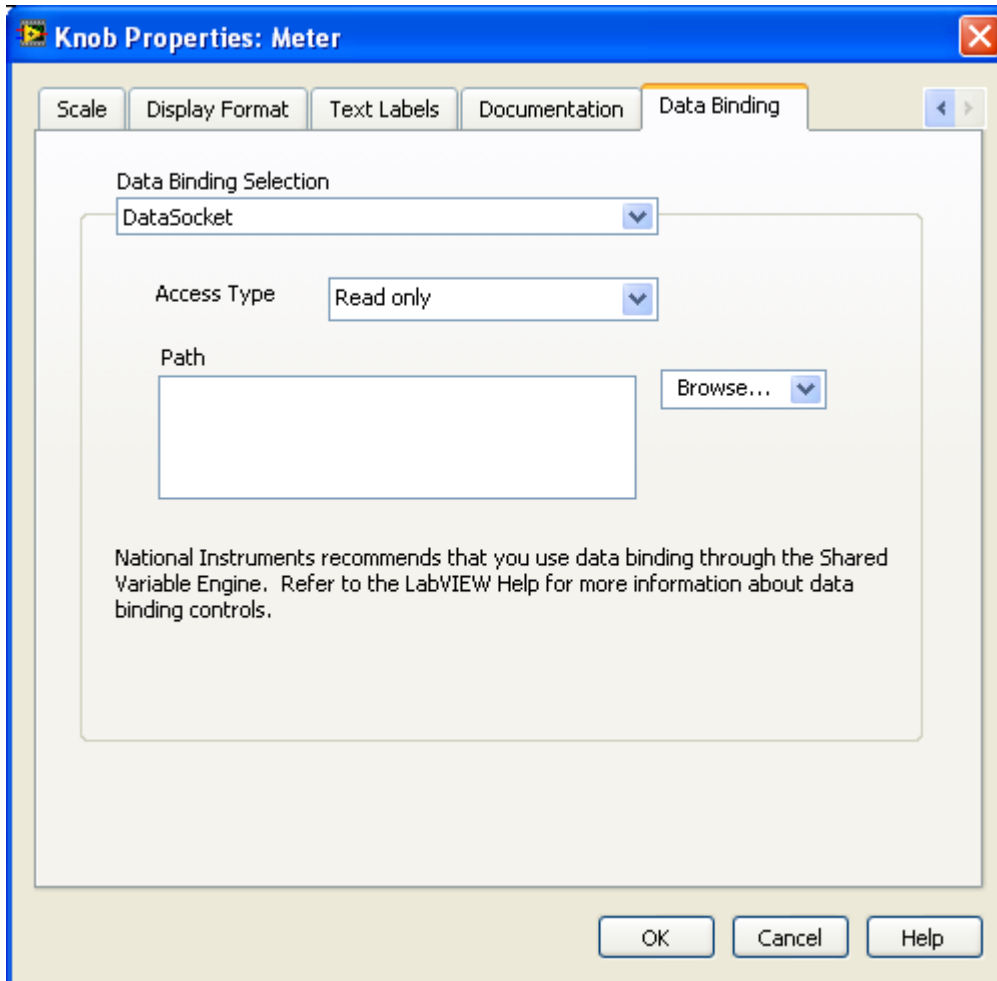 Knob Properties: Meter
Scale Display Format Text Labels Documentation Data Binding
Data Binding Selection
DataSocket
Access Type Read only
Path
Browse...
National Instruments recommends that you use data binding through the Shared
Variable Engine.  Refer to the LabVIEW Help for more information about data
binding controls.
OK Cancel Help